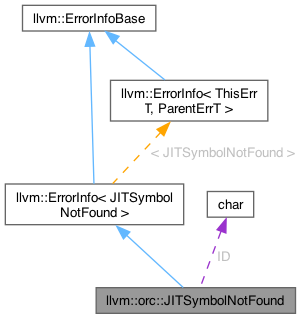 llvm::ErrorInfoBase
llvm::ErrorInfo< ThisErr
T, ParentErrT >
< JITSymbolNotFound >
llvm::ErrorInfo< JITSymbol
NotFound >
char
ID
llvm::orc::JITSymbolNotFound